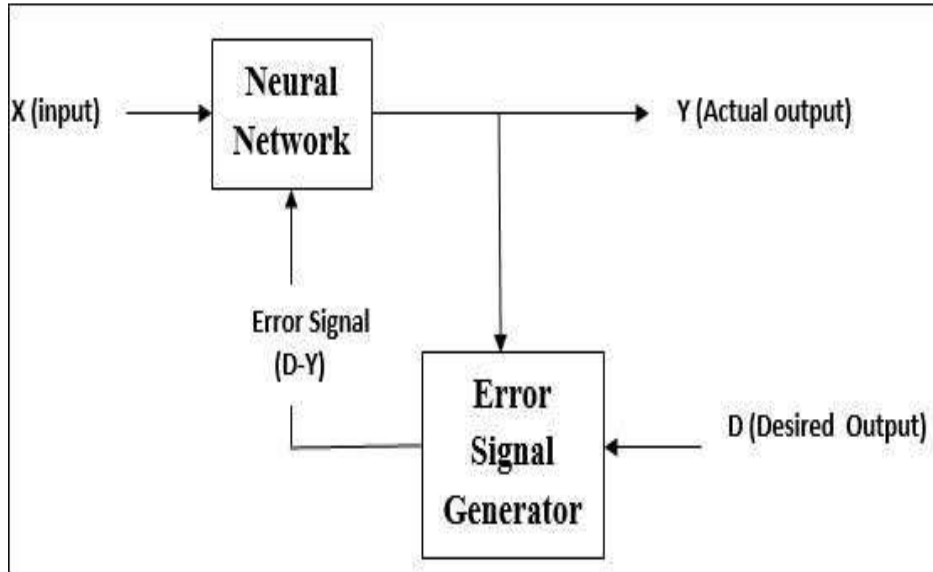 Neural
Network
X (input)
Y (Actual output)
Error Signal
(D-Y)
Error
Signal
Generator
D (Desired Output)